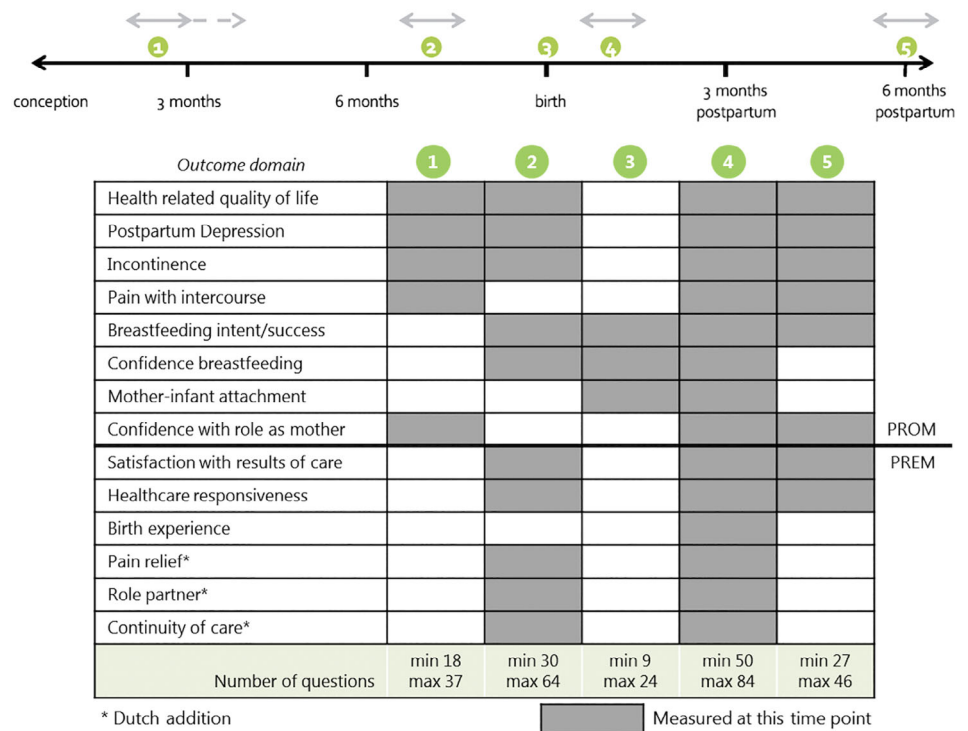 1 2 3 4 5
conception 3 months 6 months birth 3 months postpartum 6 months postpartum
Outcome domain 1 2 3 4 5
Health related quality of life
Postpartum Depression
Incontinence
Pain with intercourse
Breastfeeding intent/success
Confidence breastfeeding
Mother-infant attachment
Confidence with role as mother PROM
Satisfaction with results of care PREM
Healthcare responsiveness
Birth experience
Pain relief*
Role partner*
Continuity of care*
Number of questions min 18 max 37 min 30 max 64 min 9 max 24 min 50 max 84 min 27 max 46
* Dutch addition Measured at this time point